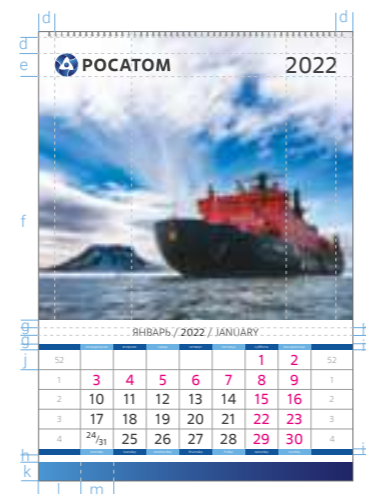 d d
d
e РОСАТОМ 2022
f
g ЯНВАРЬ / 2022 / JANUARY
g
j 52 1 2 52
1 3 4 5 6 7 8 9 1
2 10 11 12 13 14 15 16 2
3 17 18 19 20 21 22 23 3
4 24/31 25 26 27 28 29 30 4
h
k
m